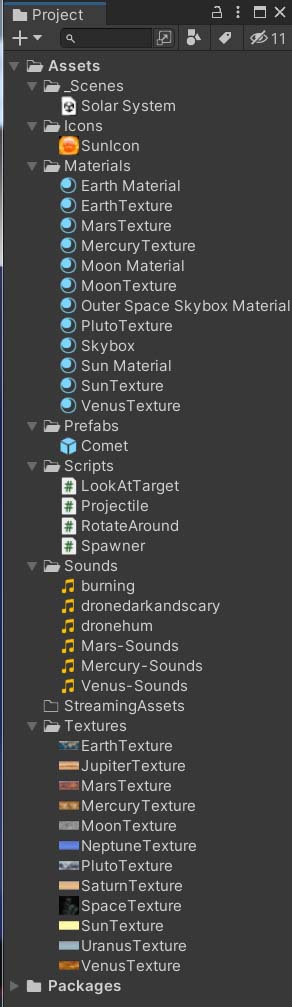 Project
11
Assets
_Scenes
Solar System
Icons
SunIcon
Materials
Earth Material
EarthTexture
MarsTexture
MercuryTexture
Moon Material
MoonTexture
Outer Space Skybox Material
PlutoTexture
Skybox
Sun Material
SunTexture
VenusTexture
Prefabs
Comet
Scripts
LookAtTarget
Projectile
RotateAround
Spawner
Sounds
burning
dronedarkandscary
dronehum
Mars-Sounds
Mercury-Sounds
Venus-Sounds
StreamingAssets
Textures
EarthTexture
JupiterTexture
MarsTexture
MercuryTexture
MoonTexture
NeptuneTexture
PlutoTexture
SaturnTexture
SpaceTexture
SunTexture
UranusTexture
VenusTexture
Packages